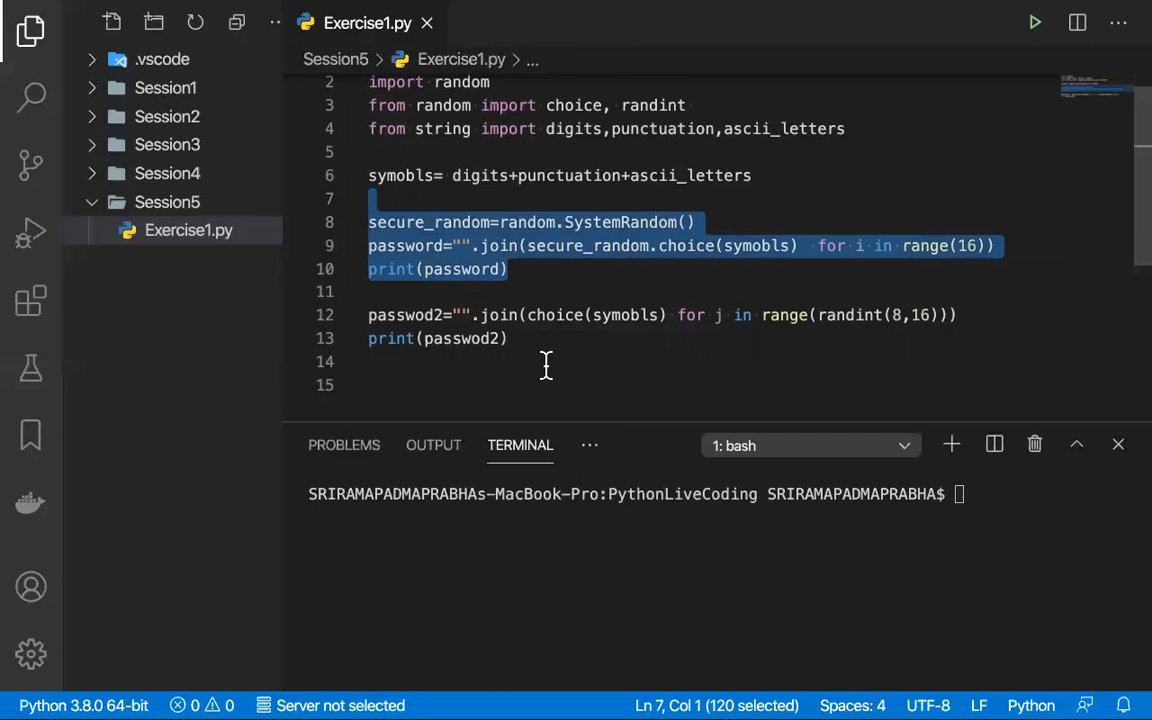 Exercise1.py
.vscode
Session1
Session2
Session3
Session4
Session5
Exercise1.py
Session5 > Exercise1.py > ...
2 import random
3 from random import choice, randint
4 from string import digits,punctuation,ascii_letters
5
6 symobls= digits+punctuation+ascii_letters
7
8 secure_random=random.SystemRandom()
9 password="".join(secure_random.choice(symobls)  for i in range(16))
10 print(password)
11
12 passwod2="".join(choice(symobls) for j in range(randint(8,16)))
13 print(passwod2)
14
15
PROBLEMS OUTPUT TERMINAL ... 1: bash
SRIRAMAPADMAPRABHAs-MacBook-Pro:PythonLiveCoding SRIRAMAPADMAPRABHA$
Python 3.8.0 64-bit 0 0 Server not selected Ln 7, Col 1 (120 selected) Spaces: 4 UTF-8 LF Python